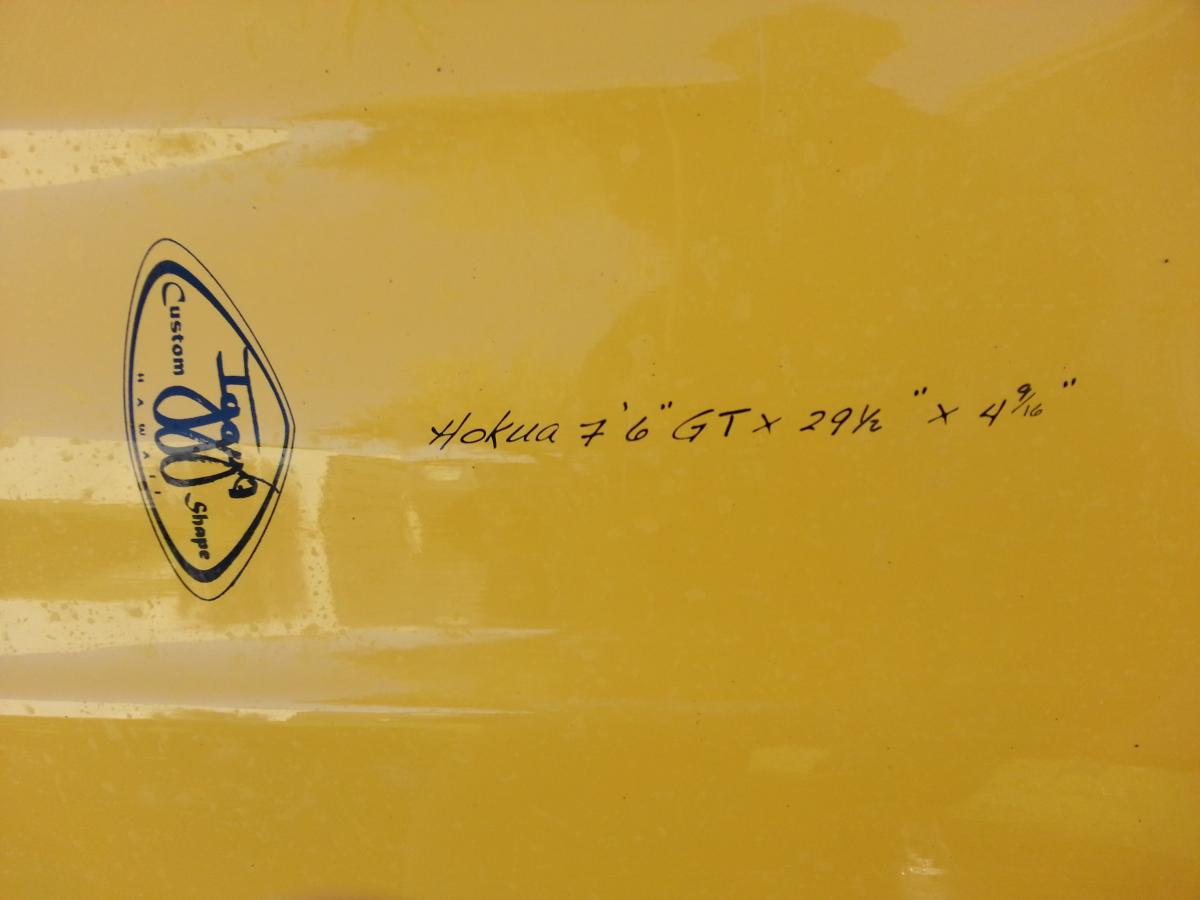 Custom
HAWAII
Shape
Hokua 7'6" GT x 29½" x 4 9/16"